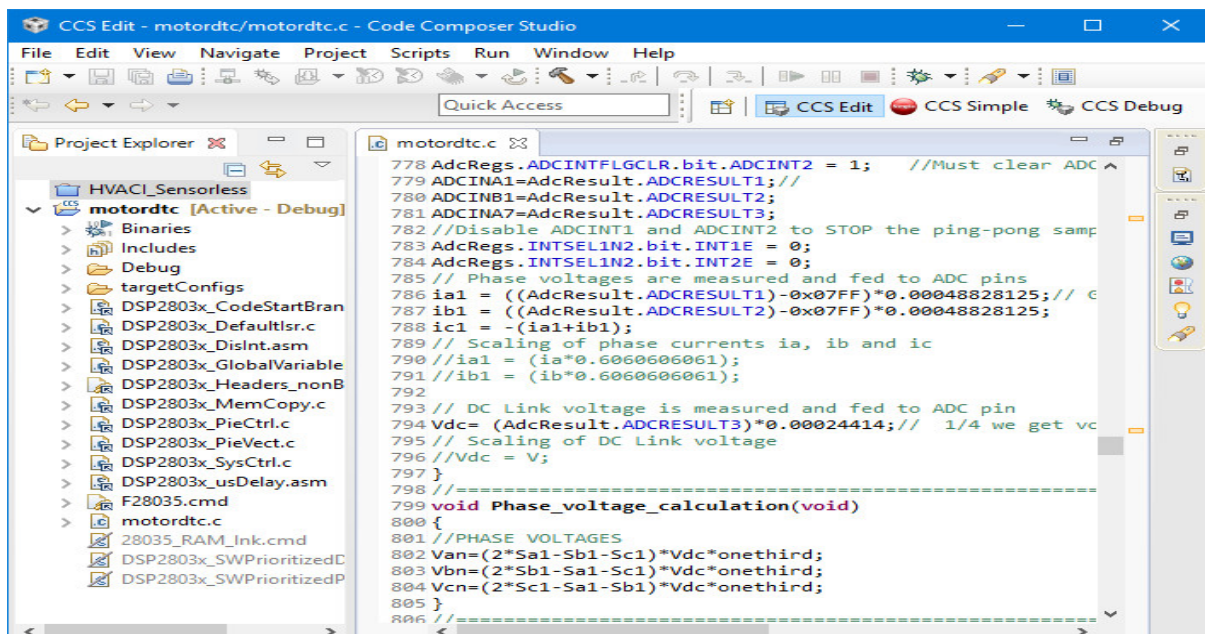 CCS Edit - motordtc/motordtc.c - Code Composer Studio
File Edit View Navigate Project Scripts Run Window Help
Quick Access
CCS Edit CCS Simple CCS Debug
Project Explorer
HVACI_Sensorless
motordtc [Active - Debug]
Binaries
Includes
Debug
targetConfigs
DSP2803x_CodeStartBran
DSP2803x_DefaultIsr.c
DSP2803x_DisInt.asm
DSP2803x_GlobalVariable
DSP2803x_Headers_nonB
DSP2803x_MemCopy.c
DSP2803x_PieCtrl.c
DSP2803x_PieVect.c
DSP2803x_SysCtrl.c
DSP2803x_usDelay.asm
F28035.cmd
motordtc.c
28035_RAM_lnk.cmd
DSP2803x_SWPrioritizedD
DSP2803x_SWPrioritizedP
motordtc.c
778 AdcRegs.ADCINTFLGCLR.bit.ADCINT2 = 1; //Must clear ADC
779 ADCINA1=AdcResult.ADCRESULT1;//
780 ADCINB1=AdcResult.ADCRESULT2;
781 ADCINA7=AdcResult.ADCRESULT3;
782 //Disable ADCINT1 and ADCINT2 to STOP the ping-pong samp
783 AdcRegs.INTSEL1N2.bit.INT1E = 0;
784 AdcRegs.INTSEL1N2.bit.INT2E = 0;
785 // Phase voltages are measured and fed to ADC pins
786 ia1 = ((AdcResult.ADCRESULT1)-0x07FF)*0.00048828125;//
787 ib1 = ((AdcResult.ADCRESULT2)-0x07FF)*0.00048828125;
788 ic1 = -(ia1+ib1);
789 // Scaling of phase currents ia, ib and ic
790 //ia1 = (ia*0.6060606061);
791 //ib1 = (ib*0.6060606061);
792
793 // DC Link voltage is measured and fed to ADC pin
794 Vdc= (AdcResult.ADCRESULT3)*0.00024414;// 1/4 we get vc
795 // Scaling of DC Link voltage
796 //Vdc = V;
797 }
798 //======================================================
799 void Phase_voltage_calculation(void)
800 {
801 //PHASE VOLTAGES
802 Van=(2*Sa1-Sb1-Sc1)*Vdc*onethird;
803 Vbn=(2*Sb1-Sa1-Sc1)*Vdc*onethird;
804 Vcn=(2*Sc1-Sa1-Sb1)*Vdc*onethird;
805 }
806 //======================================================